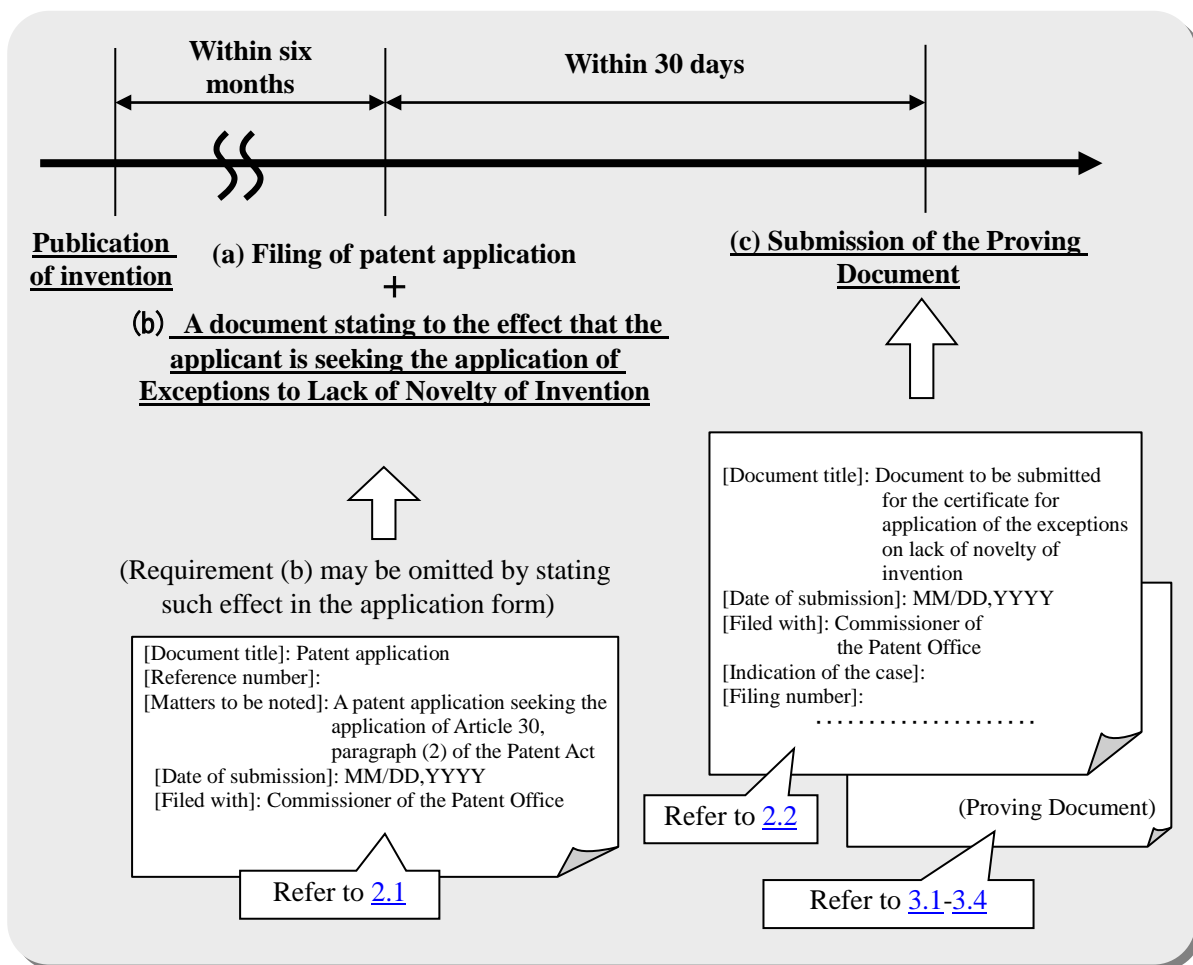 Within six
months
Within 30 days
Publication
of invention
(a) Filing of patent application
+
(b) A document stating to the effect that the
applicant is seeking the application of
Exceptions to Lack of Novelty of Invention
(c) Submission of the Proving
Document
(Requirement (b) may be omitted by stating
such effect in the application form)
[Document title]: Patent application
[Reference number]:
[Matters to be noted]: A patent application seeking the
application of Article 30,
paragraph (2) of the Patent Act
[Date of submission]: MM/DD,YYYY
[Filed with]: Commissioner of the Patent Office
Refer to 2.1
[Document title]: Document to be submitted
for the certificate for
application of the exceptions
on lack of novelty of
invention
[Date of submission]: MM/DD,YYYY
[Filed with]: Commissioner of
the Patent Office
[Indication of the case]:
[Filing number]:
. . . . . . . . . . . . . . . . . . . . .
Refer to 2.2
(Proving Document)
Refer to 3.1-3.4